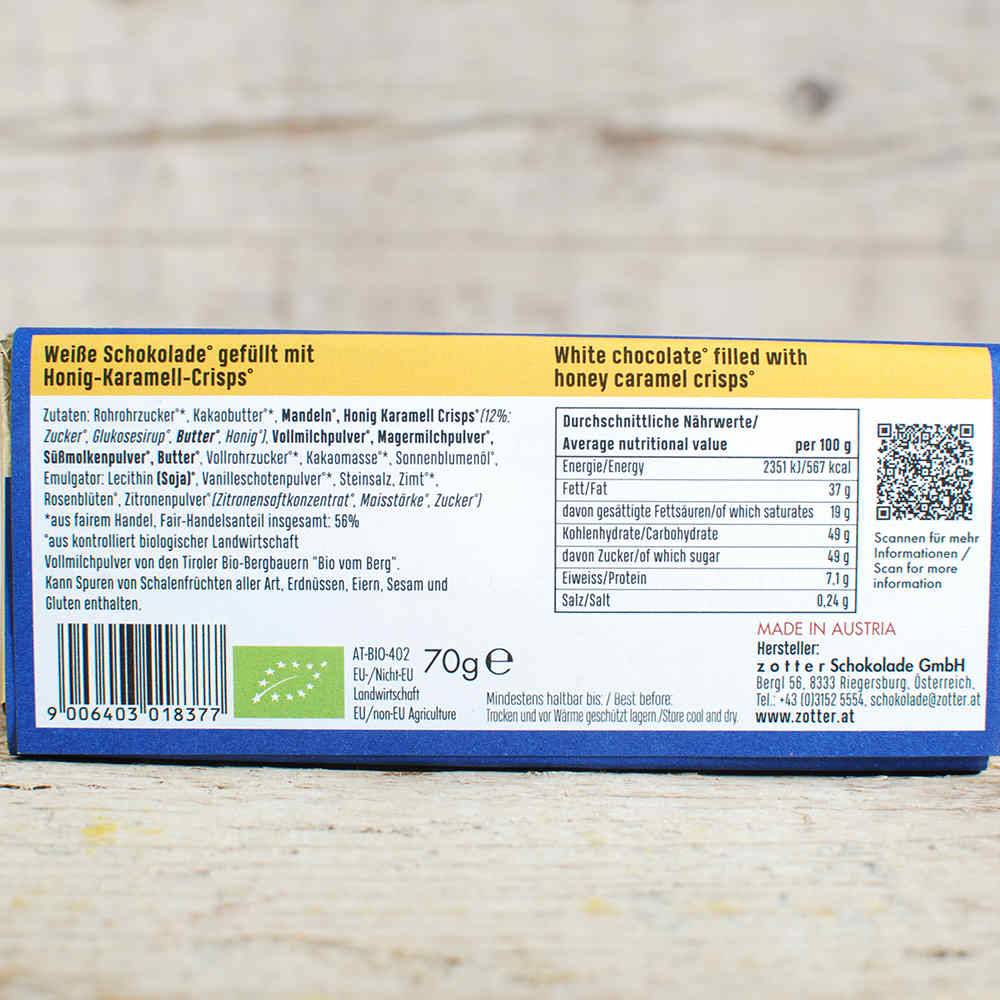 Weiße Schokolade° gefüllt mit
Honig-Karamell-Crisps°
Zutaten: Rohrohrzucker°*, Kakaobutter°*, Mandeln°, Honig Karamell Crisps° (12%:
Zucker°, Glukosesirup°, Butter°, Honig°), Vollmilchpulver°, Magermilchpulver°,
Süßmolkenpulver°, Butter°, Vollrohrzucker°*, Kakaomasse°*, Sonnenblumenöl°,
Emulgator: Lecithin (Soja)°, Vanilleschotenpulver°*, Steinsalz, Zimt°*,
Rosenblüten°, Zitronenpulver° (Zitronensaftkonzentrat°, Maisstärke°, Zucker°)
*aus fairem Handel, Fair-Handelsanteil insgesamt: 56%
°aus kontrolliert biologischer Landwirtschaft
Vollmilchpulver von den Tiroler Bio-Bergbauern "Bio vom Berg".
Kann Spuren von Schalenfrüchten aller Art, Erdnüssen, Eiern, Sesam und
Gluten enthalten.
9 006403 018377
AT-BIO-402
EU-/Nicht-EU
Landwirtschaft
EU/non-EU Agriculture
70g ℮
Mindestens haltbar bis: / Best before:
Trocken und vor Wärme geschützt lagern./Store cool and dry.
White chocolate° filled with
honey caramel crisps°
Durchschnittliche Nährwerte/
Average nutritional value per 100 g
Energie/Energy 2351 kJ/567 kcal
Fett/Fat 37 g
davon gesättigte Fettsäuren/of which saturates 19 g
Kohlenhydrate/Carbohydrate 49 g
davon Zucker/of which sugar 49 g
Eiweiss/Protein 7,1 g
Salz/Salt 0,24 g
Scannen für mehr
Informationen /
Scan for more
information
MADE IN AUSTRIA
Hersteller:
zotter Schokolade GmbH
Bergl 56, 8333 Riegersburg, Österreich,
Tel.: +43 (0)3152 5554, schokolade@zotter.at
www.zotter.at